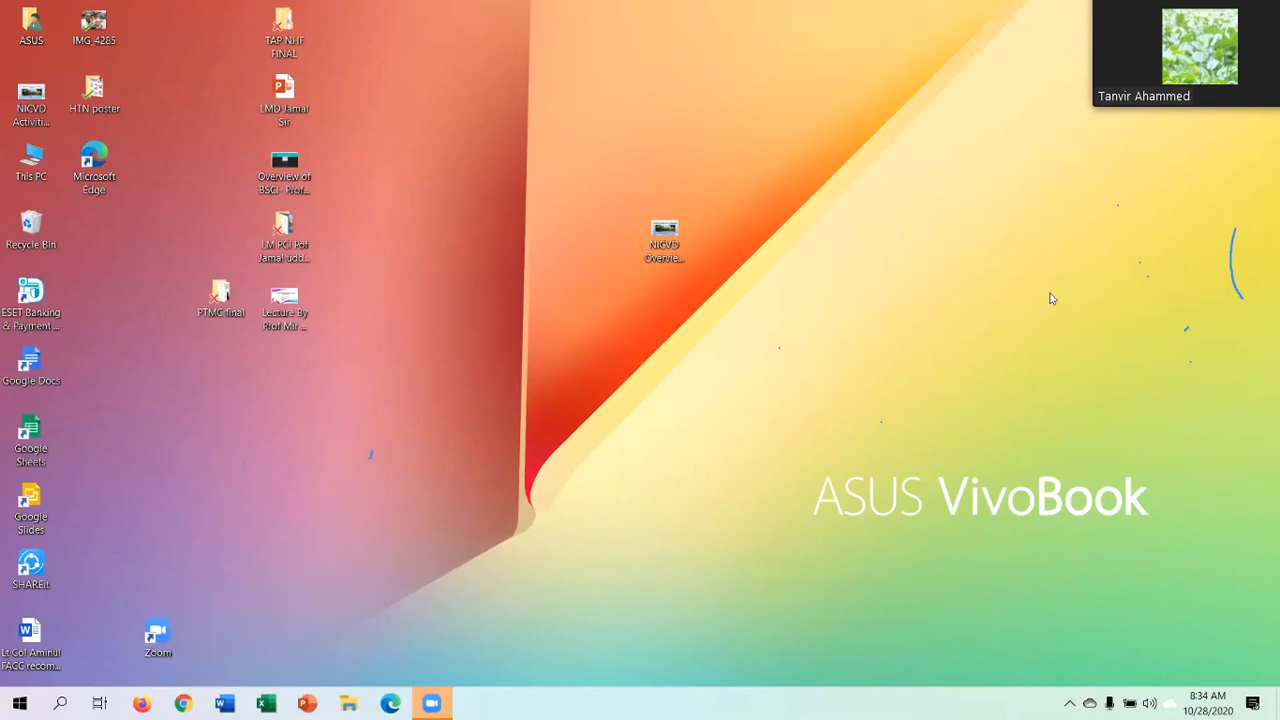 ASUS
IMG_4285
TAP NHF
FINAL
Tanvir Ahammed
NICVD
Activiti...
HTN poster
LMD Jamal
Sir
This PC
Microsoft
Edge
Overview of
BSCI- Prof...
Recycle Bin
LM PCI Pof
Jamal udd...
NICVD
Overvie...
ESET Banking
& Payment ...
PTMC final
Lecture By
Prof Mir ...
Google Docs
Google
Sheets
ASUS VivoBook
Google
Slides
SHAREit
Lt Col Aminul
FACC recom...
Zoom
8:34 AM
10/28/2020